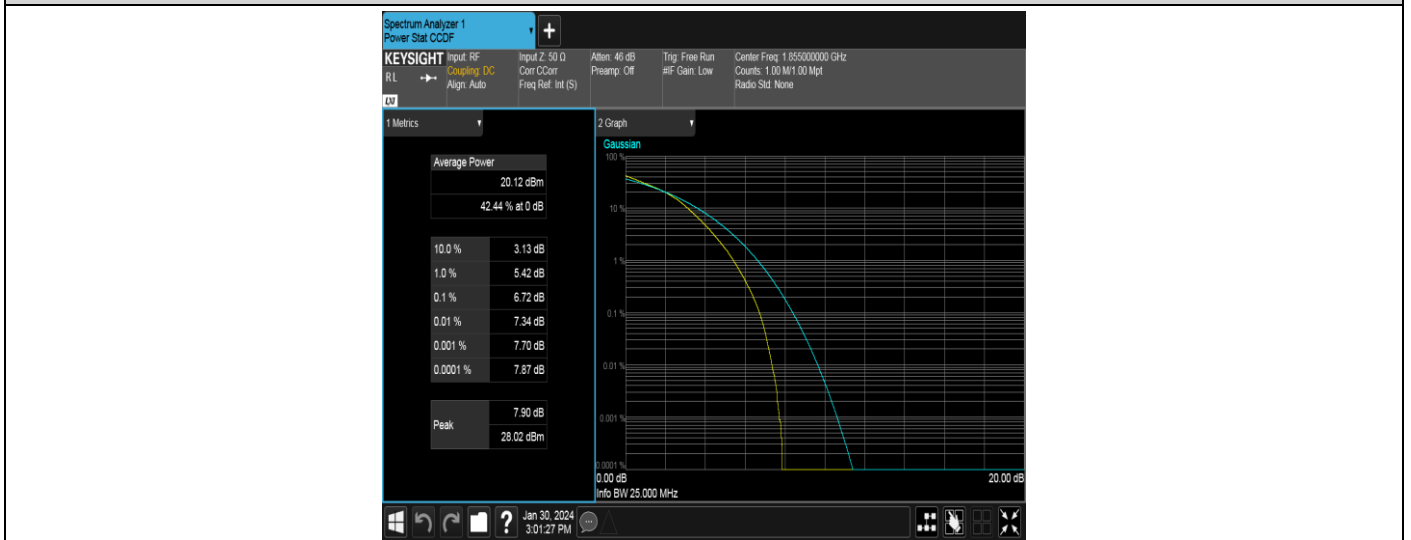 Spectrum Analyzer 1
Power Stat CCDF
+
KEYSIGHT
RL
LXI
Input: RF
Coupling: DC
Align: Auto
Input Z: 50 Ω
Corr CCorr
Freq Ref: Int (S)
Atten: 46 dB
Preamp: Off
Trig: Free Run
#IF Gain: Low
Center Freq: 1.855000000 GHz
Counts: 1.00 M/1.00 Mpt
Radio Std: None
1 Metrics
Average Power
20.12 dBm
42.44 % at 0 dB
10.0 % 3.13 dB
1.0 % 5.42 dB
0.1 % 6.72 dB
0.01 % 7.34 dB
0.001 % 7.70 dB
0.0001 % 7.87 dB
Peak
7.90 dB
28.02 dBm
2 Graph
Gaussian
100 %
10 %
1 %
0.1 %
0.01 %
0.001 %
0.0001 %
0.00 dB 20.00 dB
Info BW 25.000 MHz
?
Jan 30, 2024
3:01:27 PM